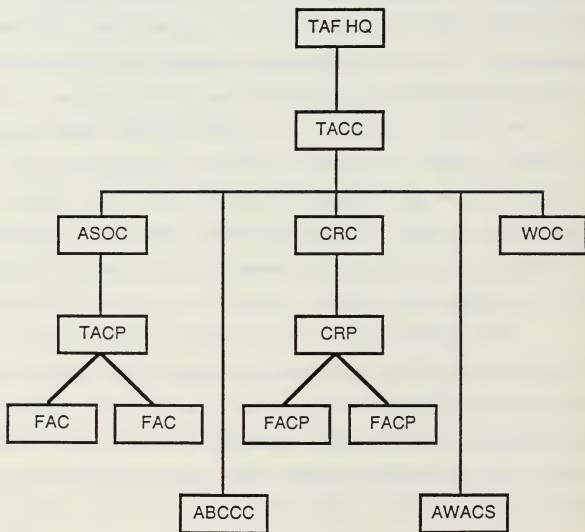 TAF HQ
TACC
ASOC
CRC
WOC
TACP
CRP
FAC
FAC
FACP
FACP
ABCCC
AWACS